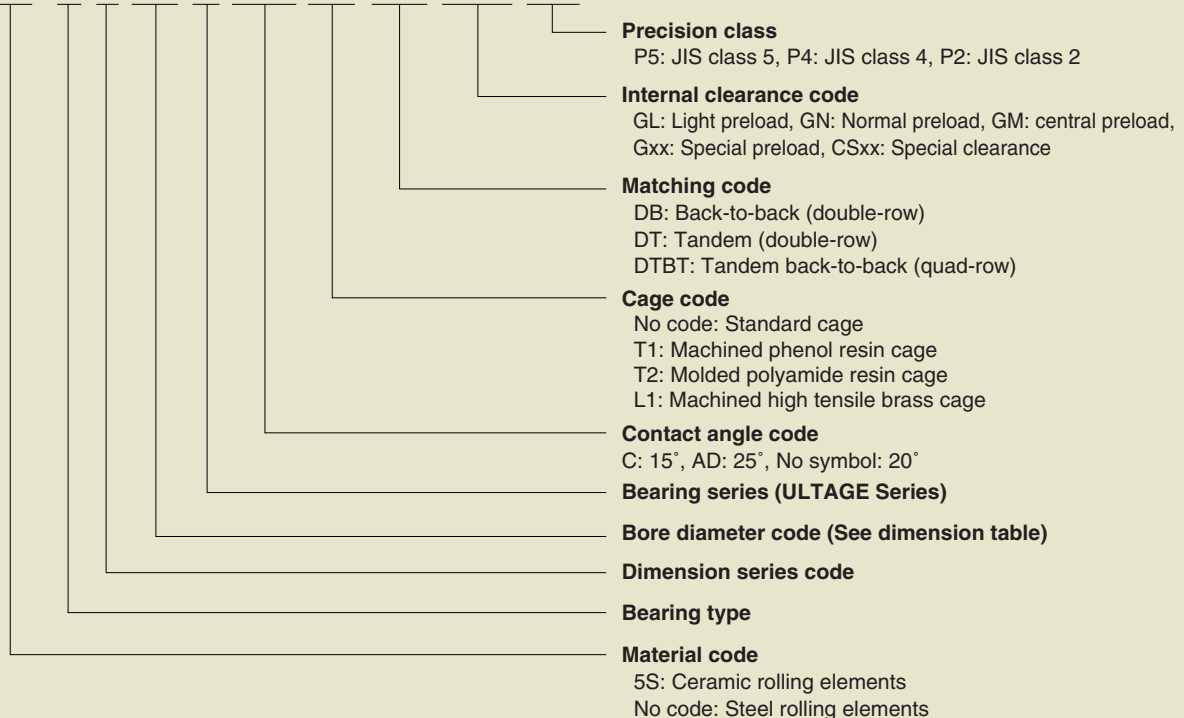 Precision class
P5: JIS class 5, P4: JIS class 4, P2: JIS class 2
Internal clearance code
GL: Light preload, GN: Normal preload, GM: central preload,
Gxx: Special preload, CSxx: Special clearance
Matching code
DB: Back-to-back (double-row)
DT: Tandem (double-row)
DTBT: Tandem back-to-back (quad-row)
Cage code
No code: Standard cage
T1: Machined phenol resin cage
T2: Molded polyamide resin cage
L1: Machined high tensile brass cage
Contact angle code
C: 15˚, AD: 25˚, No symbol: 20˚
Bearing series (ULTAGE Series)
Bore diameter code (See dimension table)
Dimension series code
Bearing type
Material code
5S: Ceramic rolling elements
No code: Steel rolling elements